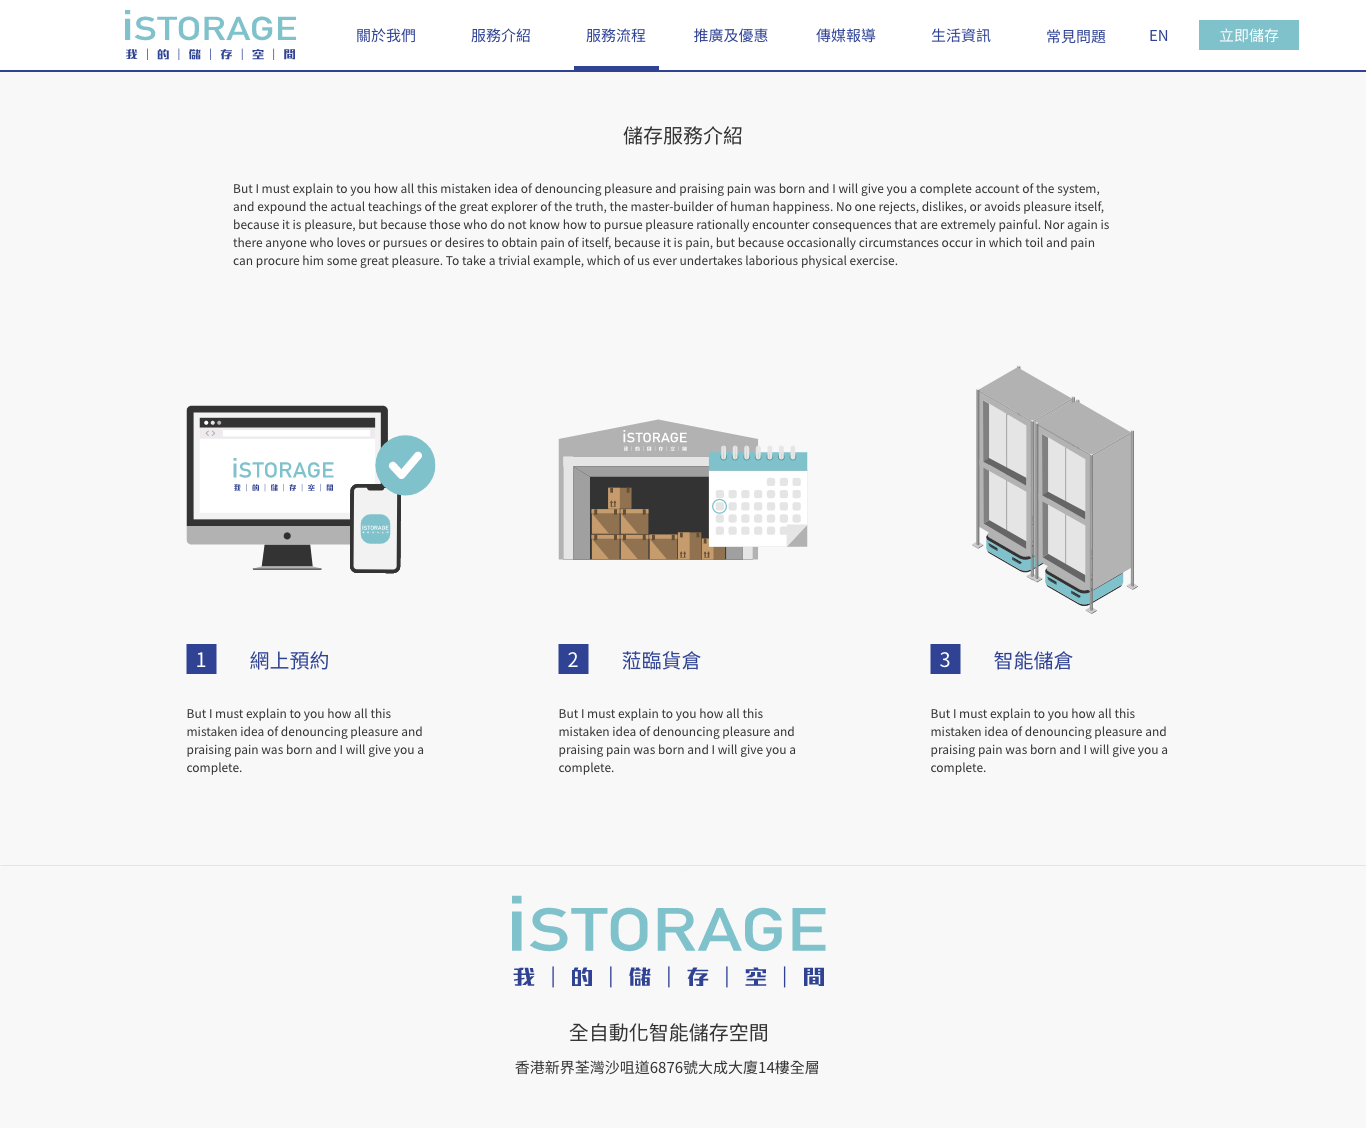 iSTORAGE
我｜的｜儲｜存｜空｜間
關於我們
服務介紹
服務流程
推廣及優惠
傳媒報導
生活資訊
常見問題
EN
立即儲存
儲存服務介紹
But I must explain to you how all this mistaken idea of denouncing pleasure and praising pain was born and I will give you a complete account of the system,
and expound the actual teachings of the great explorer of the truth, the master-builder of human happiness. No one rejects, dislikes, or avoids pleasure itself,
because it is pleasure, but because those who do not know how to pursue pleasure rationally encounter consequences that are extremely painful. Nor again is
there anyone who loves or pursues or desires to obtain pain of itself, because it is pain, but because occasionally circumstances occur in which toil and pain
can procure him some great pleasure. To take a trivial example, which of us ever undertakes laborious physical exercise.
iSTORAGE
我｜的｜儲｜存｜空｜間
iSTORAGE
iSTORAGE
我｜的｜儲｜存｜空｜間
1 網上預約
But I must explain to you how all this
mistaken idea of denouncing pleasure and
praising pain was born and I will give you a
complete.
2 蒞臨貨倉
But I must explain to you how all this
mistaken idea of denouncing pleasure and
praising pain was born and I will give you a
complete.
3 智能儲倉
But I must explain to you how all this
mistaken idea of denouncing pleasure and
praising pain was born and I will give you a
complete.
iSTORAGE
我｜的｜儲｜存｜空｜間
全自動化智能儲存空間
香港新界荃灣沙咀道6876號大成大廈14樓全層